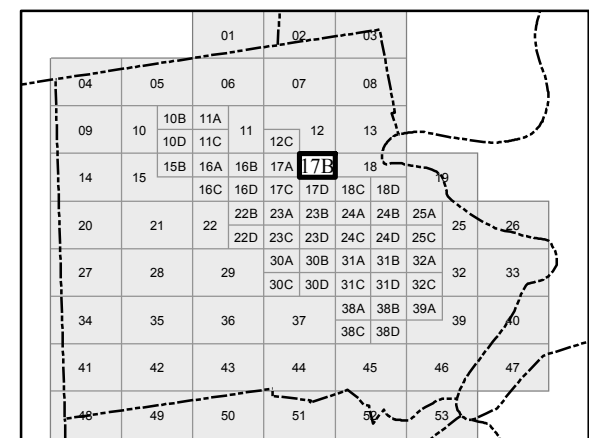 01 02 03
04 05 06 07 08
10B 11A
09 10 11 12 13
10D 11C 12C
15B 16A 16B 17A 17B 18
14 15 19
16C 16D 17C 17D 18C 18D
22B 23A 23B 24A 24B 25A
20 21 22 25 26
22D 23C 23D 24C 24D 25C
30A 30B 31A 31B 32A
27 28 29 32 33
30C 30D 31C 31D 32C
38A 38B 39A
34 35 36 37 39 40
38C 38D
41 42 43 44 45 46 47
48 49 50 51 52 53